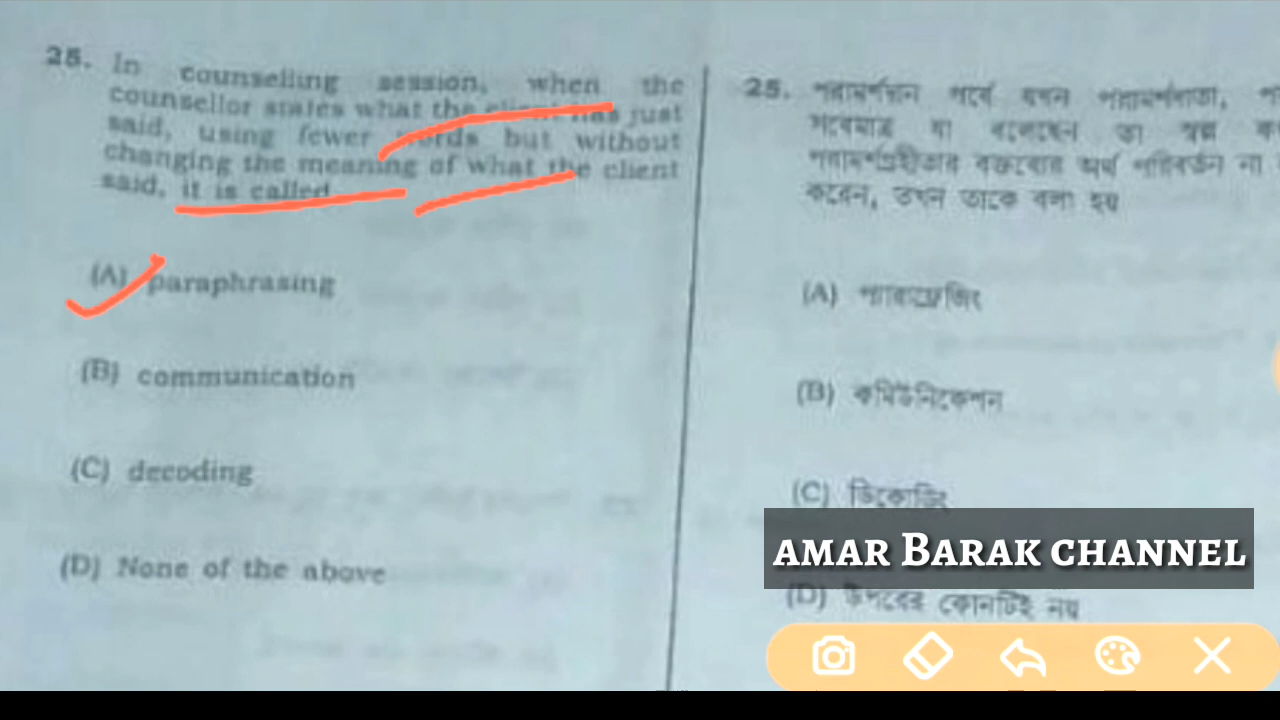 25. In counselling session, when the
counsellor states what the client has just
said, using fewer words but without
changing the meaning of what the client
said, it is called
(A) paraphrasing
(B) communication
(C) decoding
(D) None of the above
25. পরামর্শদান পর্বে যখন পরামর্শদাতা,
সবেমাত্র যা বলেছেন তা স্বল্প
পরামর্শগ্রহীতার বক্তব্যের অর্থ পরিবর্তন না
করেন, তখন তাকে বলা হয়
(A) প্যারাফ্রেজিং
(B) কমিউনিকেশন
(C) ডিকোডিং
(D) উপরের কোনটিই নয়
AMAR BARAK CHANNEL